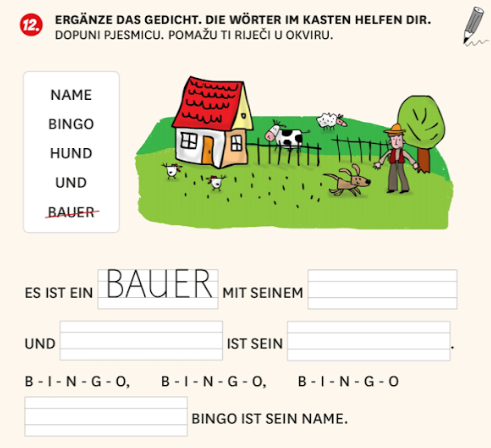 12. ERGÄNZE DAS GEDICHT. DIE WÖRTER IM KASTEN HELFEN DIR.
DOPUNI PJESMICU. POMAŽU TI RIJEČI U OKVIRU.
NAME
BINGO
HUND
UND
BAUER
ES IST EIN BAUER MIT SEINEM
UND IST SEIN .
B - I - N - G - O, B - I - N - G - O, B - I - N - G - O
BINGO IST SEIN NAME.